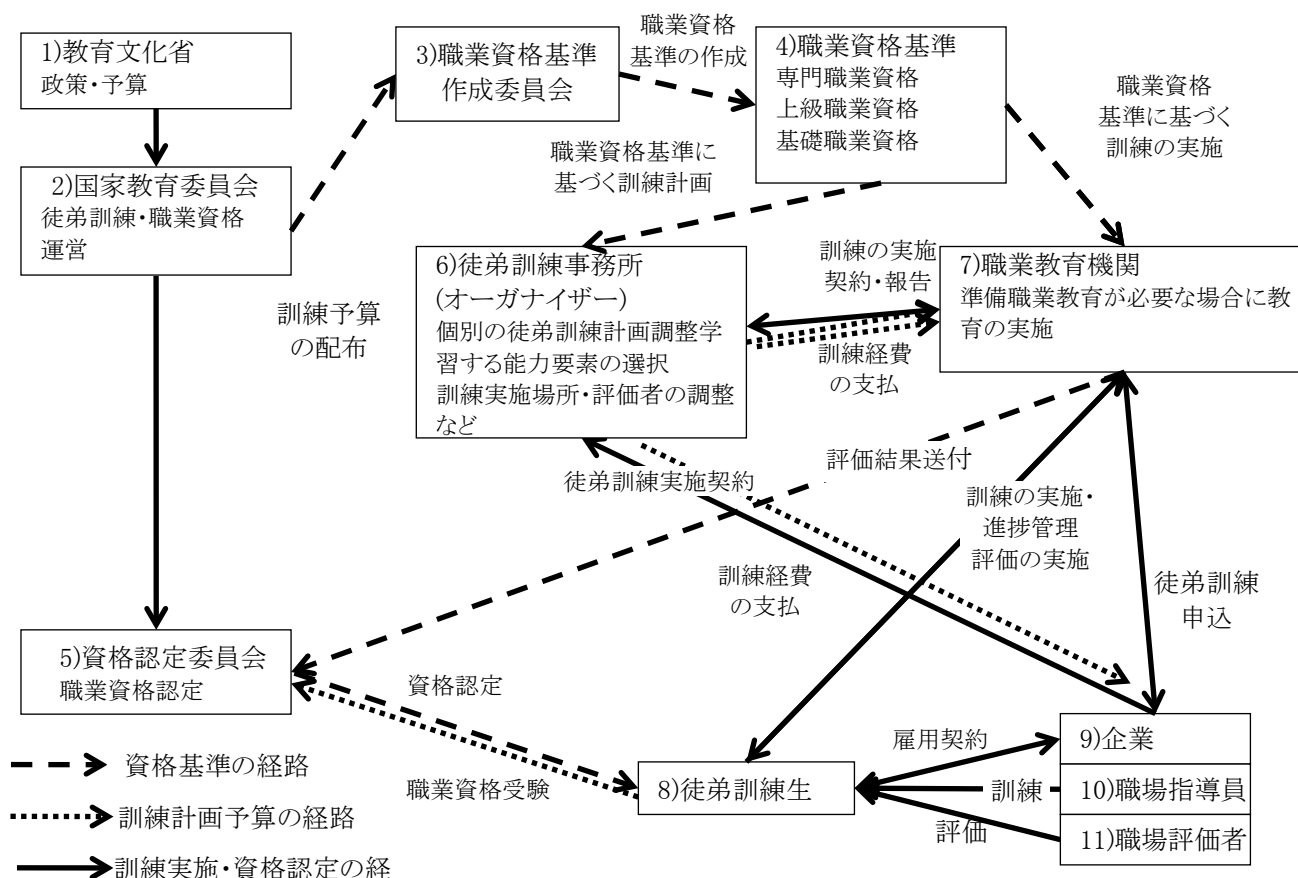 1)教育文化省
政策・予算
2)国家教育委員会
徒弟訓練・職業資格
運営
3)職業資格基準
作成委員会
職業資格
基準の作成
4)職業資格基準
専門職業資格
上級職業資格
基礎職業資格
職業資格
基準に基づく
訓練の実施
職業資格基準に
基づく訓練計画
訓練予算
の配布
6)徒弟訓練事務所
(オーガナイザー)
個別の徒弟訓練計画調整学
習する能力要素の選択
訓練実施場所・評価者の調整
など
訓練の実施
契約・報告
訓練経費
の支払
7)職業教育機関
準備職業教育が必要な場合に教
育の実施
徒弟訓練実施契約
評価結果送付
訓練の実施・
進捗管理
評価の実施
訓練経費
の支払
徒弟訓練
申込
5)資格認定委員会
職業資格認定
資格認定
職業資格受験
8)徒弟訓練生
雇用契約
訓練
評価
9)企業
10)職場指導員
11)職場評価者
資格基準の経路
訓練計画予算の経路
訓練実施・資格認定の経